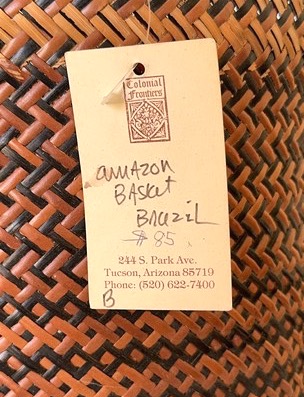 Colonial
Frontiers
amazon
Basket
Brazil
$85
244 S. Park Ave.
Tucson, Arizona 85719
Phone: (520) 622-7400
B